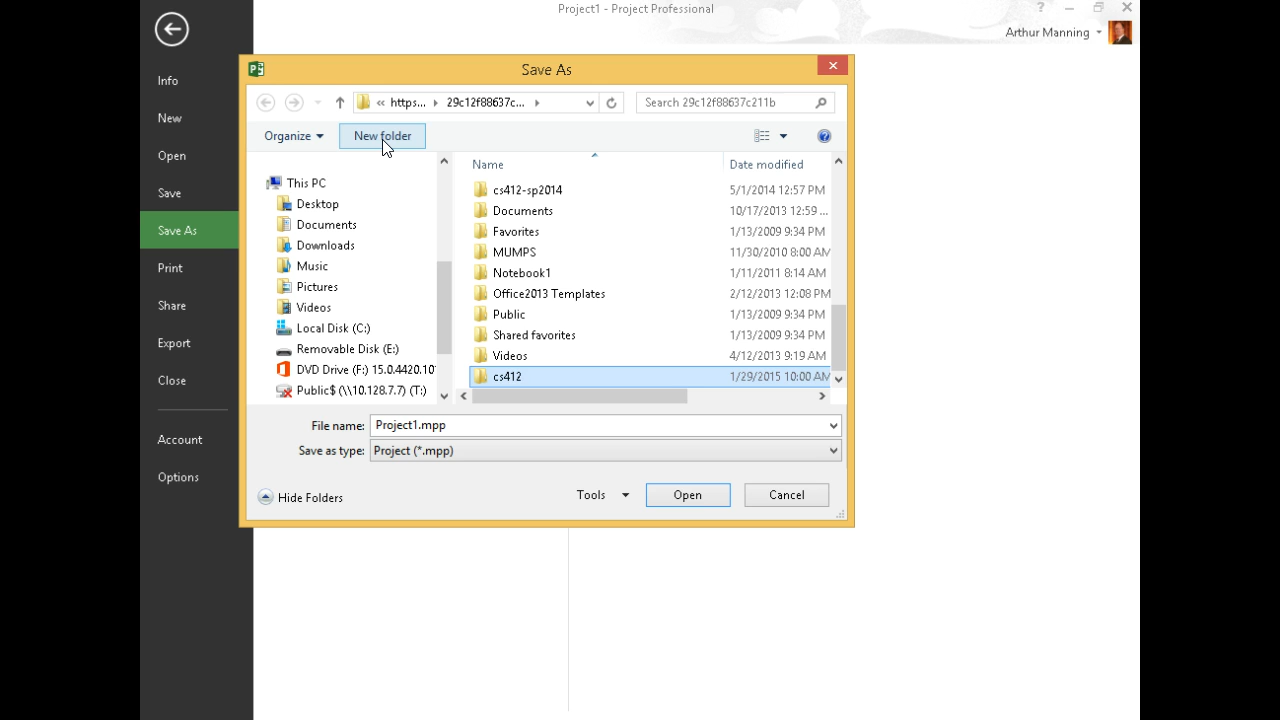 Project1 - Project Professional
?
Arthur Manning
Info
New
Open
Save
Save As
Print
Share
Export
Close
Account
Options
Save As
« https... 29c12f88637c...
Search 29c12f88637c211b
Organize
New folder
This PC
Desktop
Documents
Downloads
Music
Pictures
Videos
Local Disk (C:)
Removable Disk (E:)
DVD Drive (F:) 15.0.4420.10
Public$ (\\10.128.7.7) (T:)
Name Date modified
cs412-sp2014 5/1/2014 12:57 PM
Documents 10/17/2013 12:59 ...
Favorites 1/13/2009 9:34 PM
MUMPS 11/30/2010 8:00 AM
Notebook1 1/11/2011 8:14 AM
Office2013 Templates 2/12/2013 12:08 PM
Public 1/13/2009 9:34 PM
Shared favorites 1/13/2009 9:34 PM
Videos 4/12/2013 9:19 AM
cs412 1/29/2015 10:00 AM
File name: Project1.mpp
Save as type: Project (*.mpp)
Hide Folders
Tools
Open
Cancel